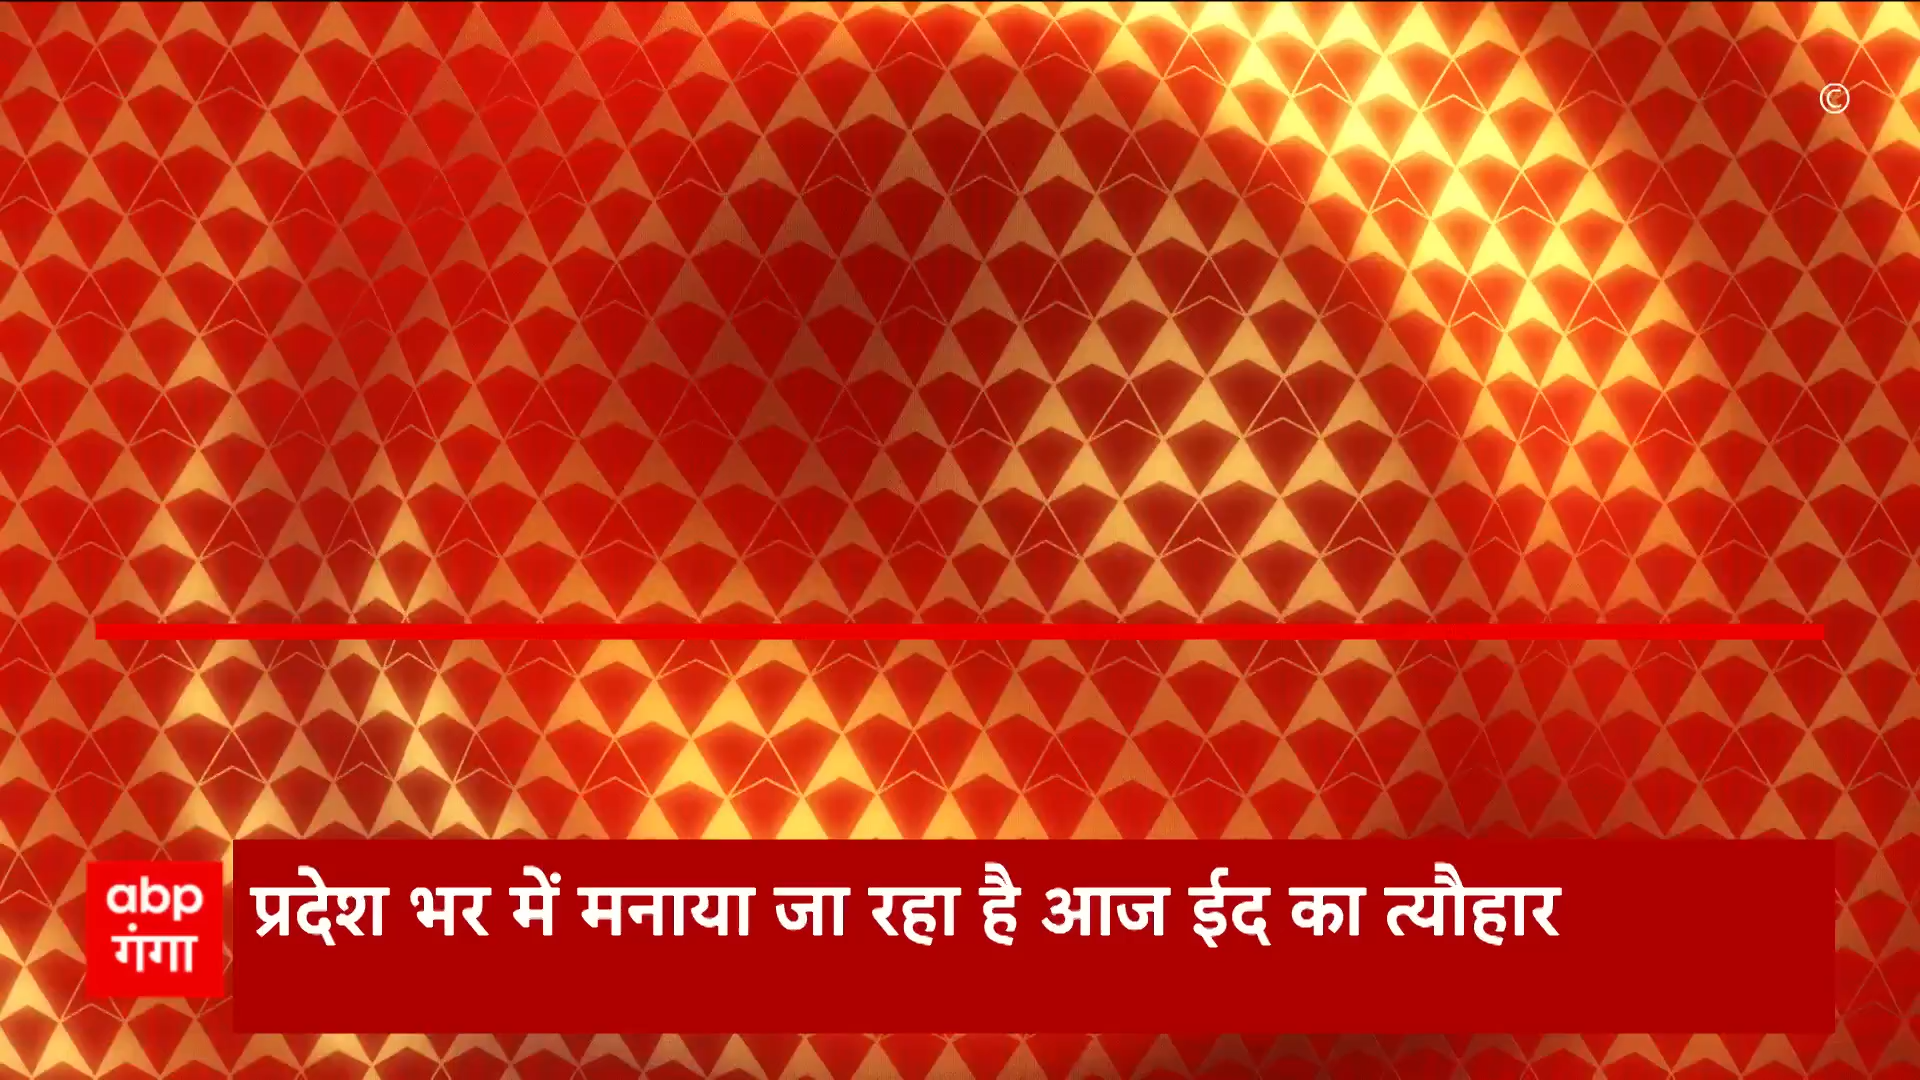 ©
abp
गंगा
प्रदेश भर में मनाया जा रहा है आज ईद का त्यौहार